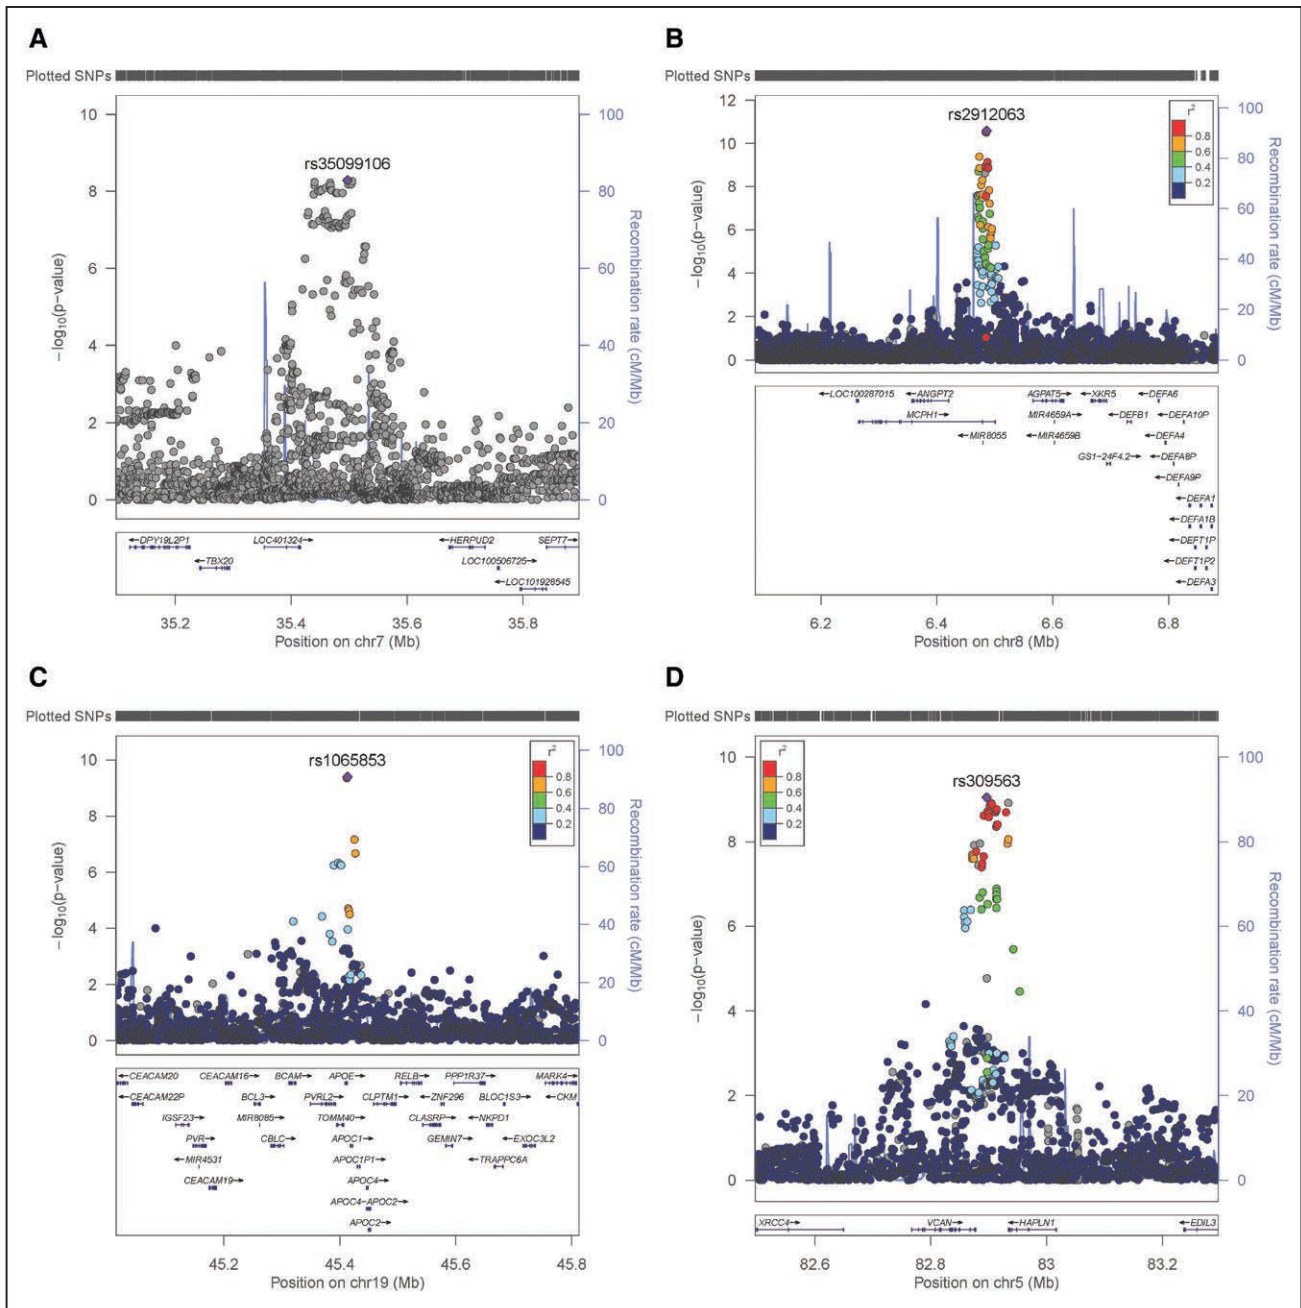 A
Plotted SNPs
10
8
6
4
2
0
100
80
60
40
20
0
−log10(p-value)
Recombination rate (cM/Mb)
rs35099106
←DPY19L2P1
LOC401324→
←HERPUD2
SEPT7→
←TBX20
LOC100506725→
←LOC101928545
35.2
35.4
35.6
35.8
Position on chr7 (Mb)
B
Plotted SNPs
12
10
8
6
4
2
0
100
80
60
40
20
0
−log10(p-value)
Recombination rate (cM/Mb)
rs2912063
r2
0.8
0.6
0.4
0.2
←LOC100287015
←ANGPT2
AGPAT5→
←XKR5
←DEFA6
MCPH1→
MIR4659A→
←DEFB1
←DEFA10P
←MIR8055
←MIR4659B
←DEFA4
GS1−24F4.2→
←DEFA8P
←DEFA9P
←DEFA1
←DEFA1B
←DEFT1P
←DEFT1P2
←DEFA3
6.2
6.4
6.6
6.8
Position on chr8 (Mb)
C
Plotted SNPs
10
8
6
4
2
0
100
80
60
40
20
0
−log10(p-value)
Recombination rate (cM/Mb)
rs1065853
r2
0.8
0.6
0.4
0.2
←CEACAM20
CEACAM16→
BCAM→
APOE→
RELB→
PPP1R37→
MARK4→
←CEACAM22P
BCL3→
PVRL2→
CLPTM1→
←ZNF296
BLOC1S3→
←CKM
IGSF23→
MIR8085→
TOMM40→
CLASRP→
←NKPD1
PVR→
CBLC→
APOC1→
GEMIN7→
←EXOC3L2
←MIR4531
APOC1P1→
←TRAPPC6A
CEACAM19→
APOC4→
APOC4−APOC2→
APOC2→
45.2
45.4
45.6
45.8
Position on chr19 (Mb)
D
Plotted SNPs
10
8
6
4
2
0
100
80
60
40
20
0
−log10(p-value)
Recombination rate (cM/Mb)
rs309563
r2
0.8
0.6
0.4
0.2
XRCC4→
VCAN→
←HAPLN1
←EDIL3
82.6
82.8
83
83.2
Position on chr5 (Mb)